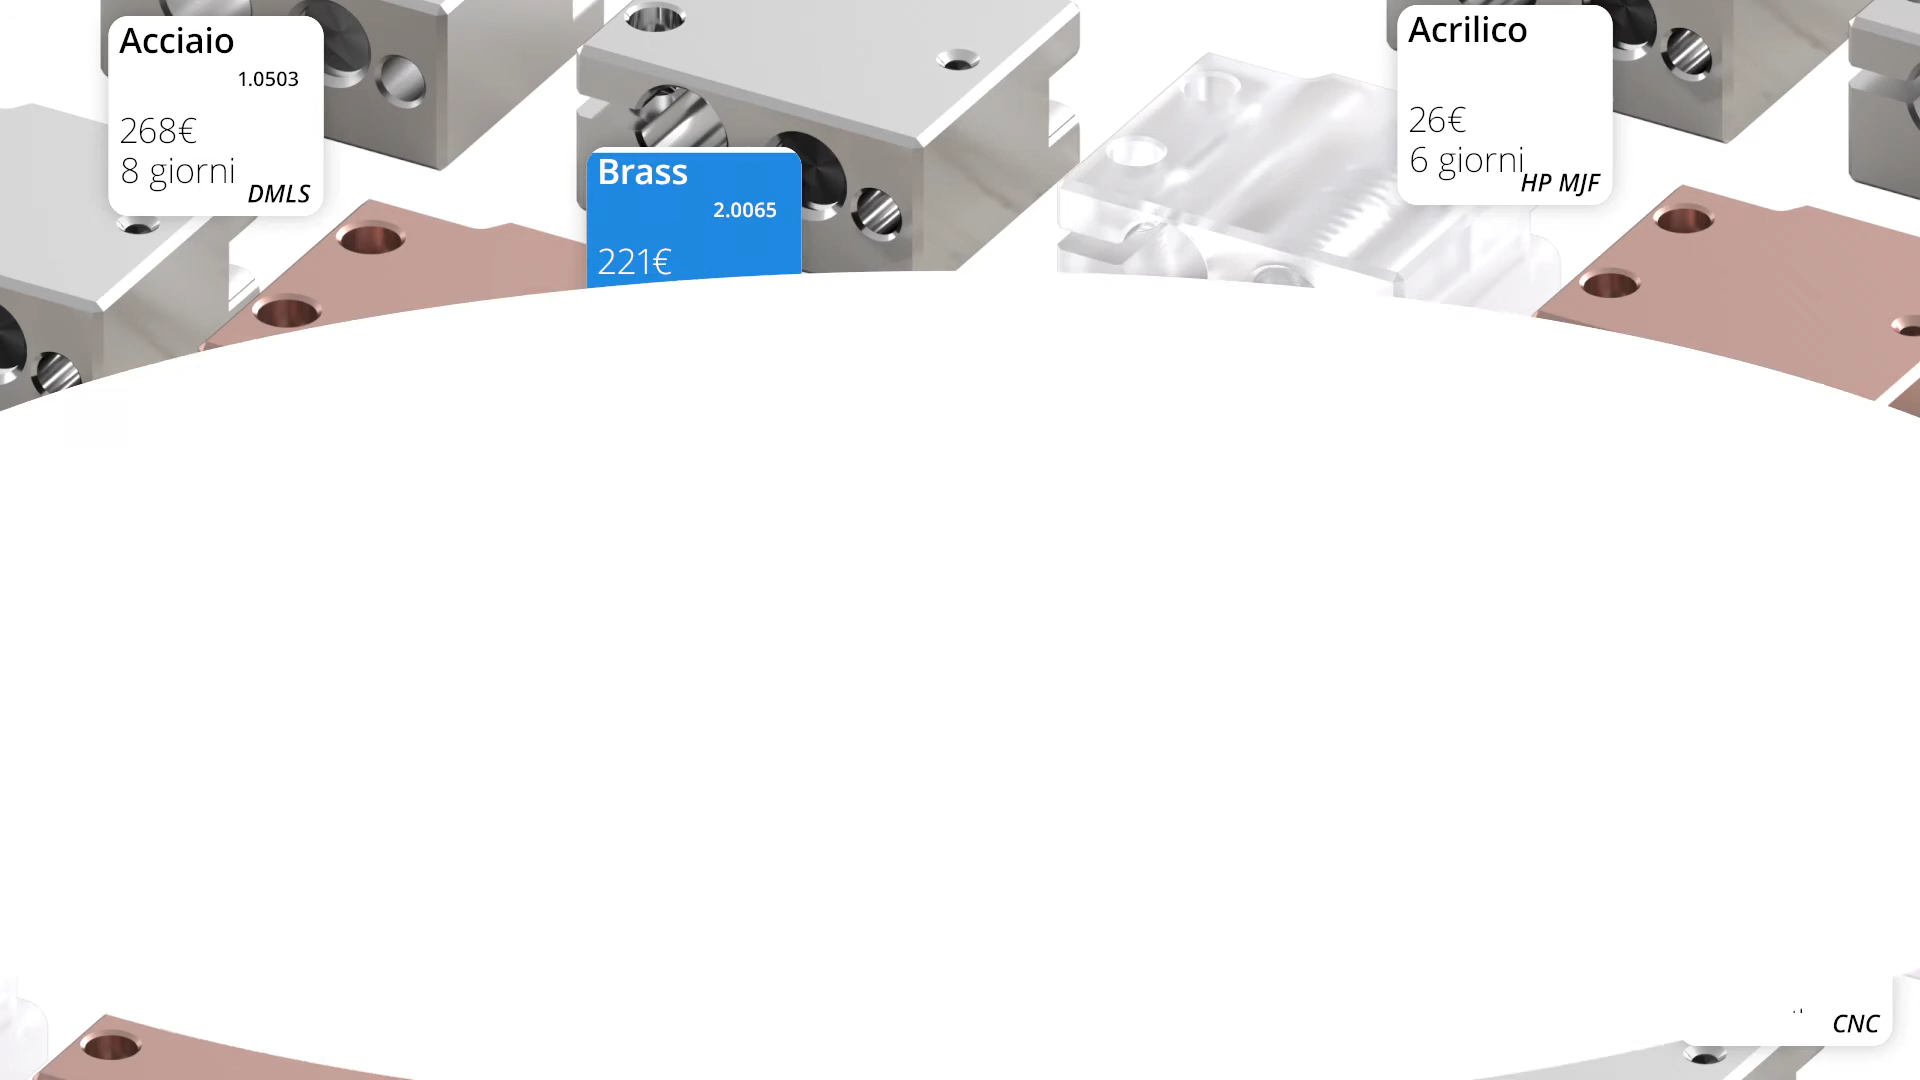 Acciaio
1.0503
268€
8 giorni
DMLS
Brass
2.0065
221€
Acrilico
26€
6 giorni
HP MJF
CNC